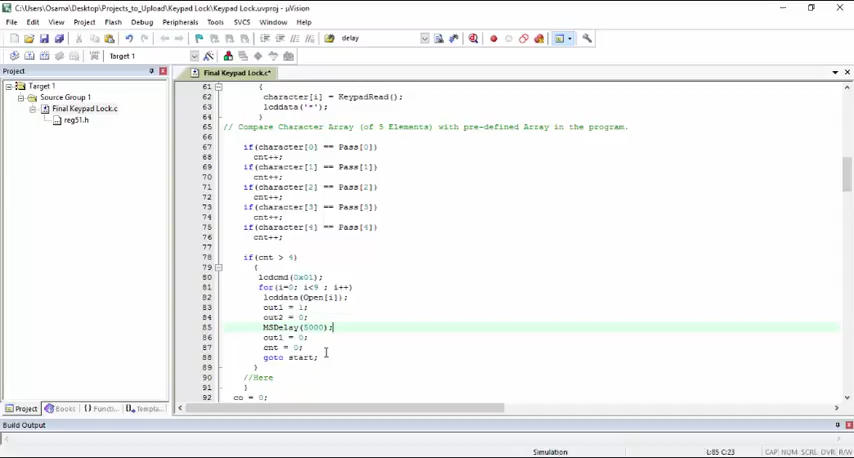 C:\Users\Osama\Desktop\Projects_to_Upload\Keypad Lock\Keypad Lock.uvproj - µVision
File Edit View Project Flash Debug Peripherals Tools SVCS Window Help
delay
Target 1
Project
Target 1
Source Group 1
Final Keypad Lock.c
reg51.h
Final Keypad Lock.c*
61 {
62 character[i] = KeypadRead();
63 lcddata('*');
64 }
65 // Compare Character Array (of 5 Elements) with pre-defined Array in the program.
66
67 if(character[0] == Pass[0])
68 cnt++;
69 if(character[1] == Pass[1])
70 cnt++;
71 if(character[2] == Pass[2])
72 cnt++;
73 if(character[3] == Pass[3])
74 cnt++;
75 if(character[4] == Pass[4])
76 cnt++;
77
78 if(cnt > 4)
79 {
80 lcdcmd(0x01);
81 for(i=0; i<9 ; i++)
82 lcddata(Open[i]);
83 out1 = 1;
84 out2 = 0;
85 MSDelay(5000);
86 out1 = 0;
87 cnt = 0;
88 goto start;
89 }
90 //Here
91 }
92 co = 0;
Project Books {} Functi... Templa...
Build Output
Simulation L:85 C:23 CAP NUM SCRL OVR R/W